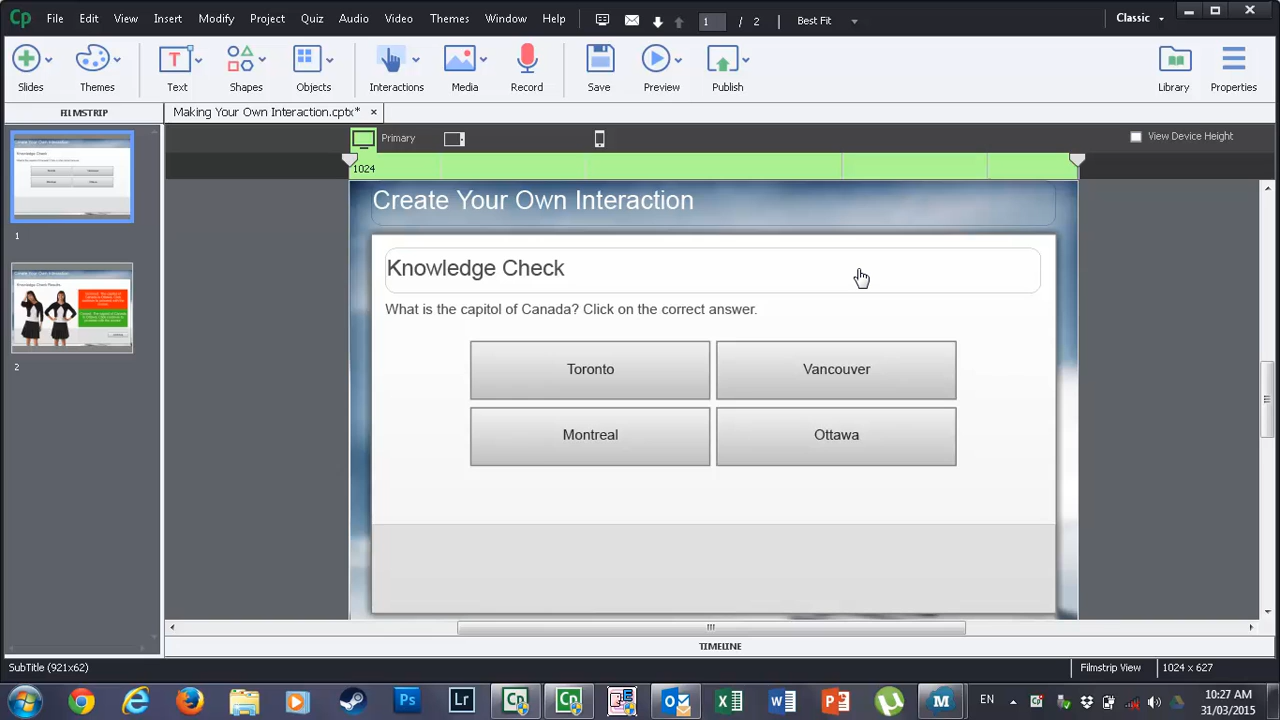 Cp File Edit View Insert Modify Project Quiz Audio Video Themes Window Help 1 / 2 Best Fit Classic
Slides Themes Text Shapes Objects Interactions Media Record Save Preview Publish Library Properties
FILMSTRIP
Making Your Own Interaction.cptx* ×
Primary View Device Height
1024
1
2
Create Your Own Interaction
Knowledge Check
What is the capitol of Canada? Click on the correct answer.
Toronto Vancouver
Montreal Ottawa
TIMELINE
SubTitle (921x62) Filmstrip View 1024 x 627
EN 10:27 AM
31/03/2015